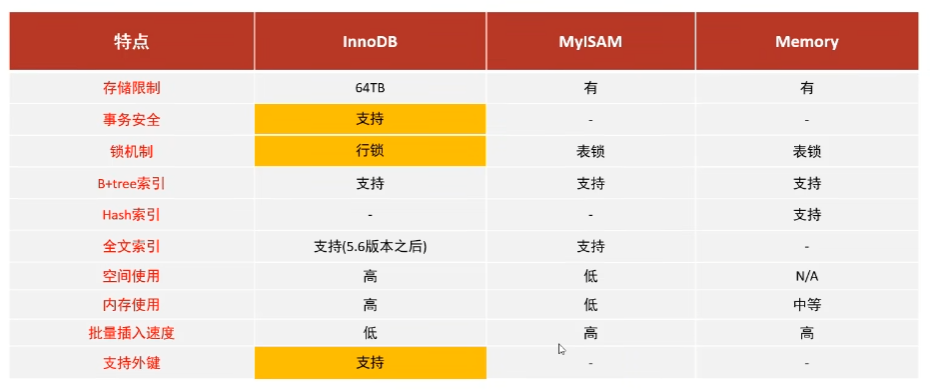 特点 InnoDB MyISAM Memory
存储限制 64TB 有 有
事务安全 支持 - -
锁机制 行锁 表锁 表锁
B+tree索引 支持 支持 支持
Hash索引 - - 支持
全文索引 支持(5.6版本之后) 支持 -
空间使用 高 低 N/A
内存使用 高 低 中等
批量插入速度 低 高 高
支持外键 支持 - -